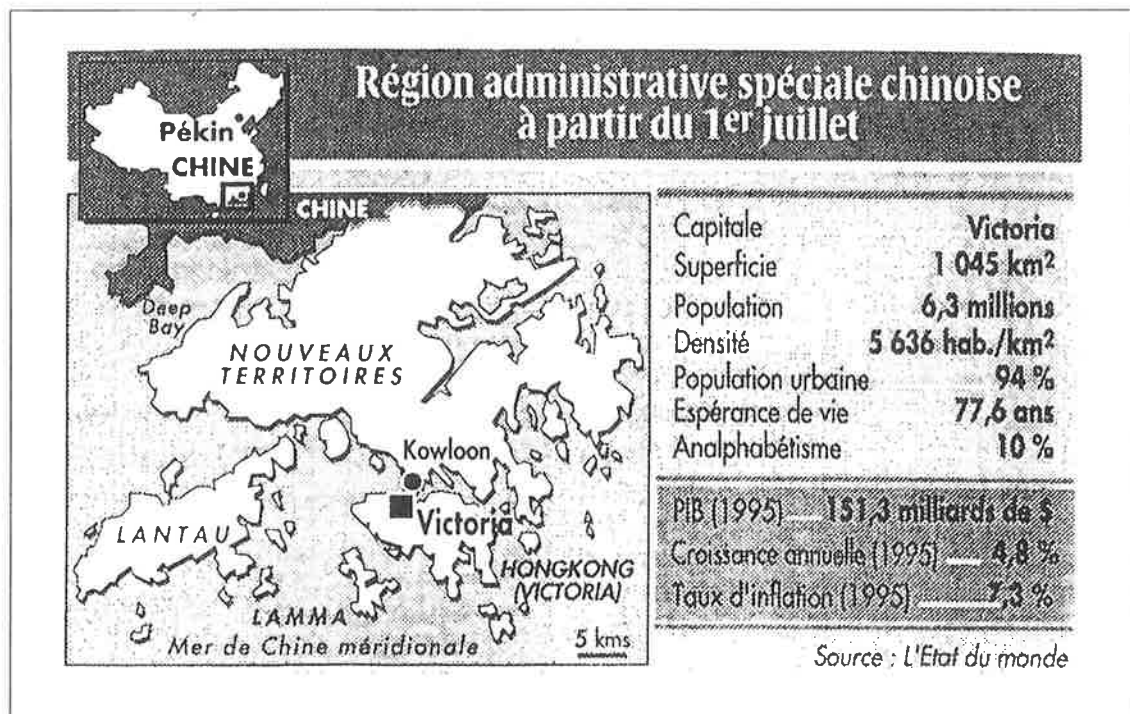 Région administrative spéciale chinoise
à partir du 1er juillet
Pékin
CHINE
CHINE
Deep
Bay
NOUVEAUX
TERRITOIRES
Kowloon
Victoria
LANTAU
HONGKONG
(VICTORIA)
LAMMA
Mer de Chine méridionale
5 kms
Capitale Victoria
Superficie 1 045 km²
Population 6,3 millions
Densité 5 636 hab./km²
Population urbaine 94 %
Espérance de vie 77,6 ans
Analphabétisme 10 %
PIB (1995) 151,3 milliards de $
Croissance annuelle (1995) 4,8 %
Taux d'inflation (1995) 7,3 %
Source : L'Etat du monde